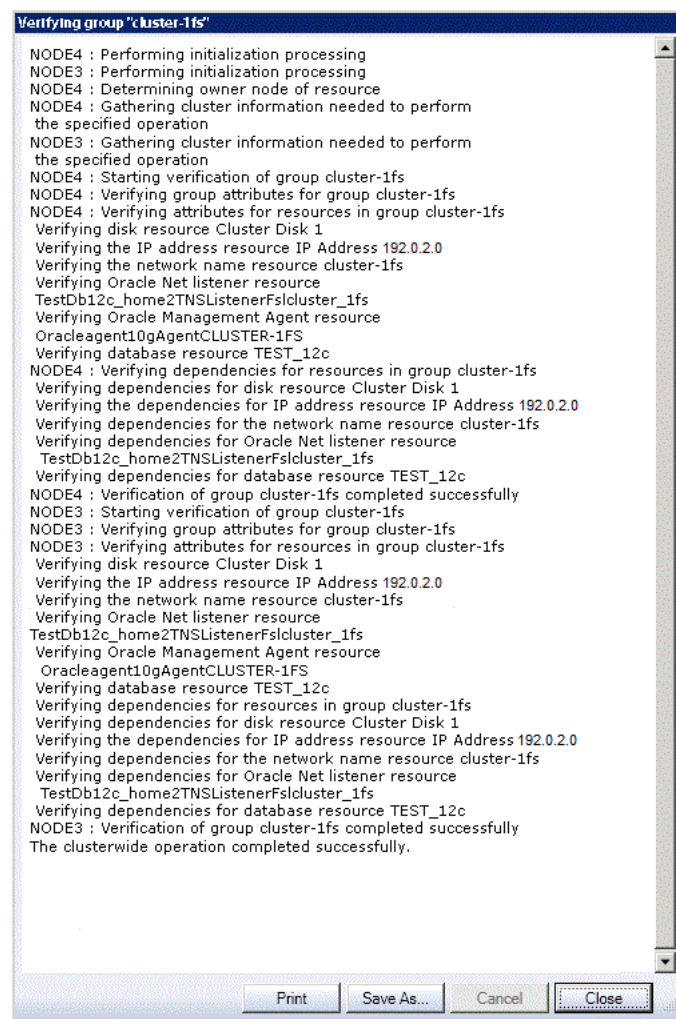 Verifying group "cluster-1fs"
NODE4 : Performing initialization processing
NODE3 : Performing initialization processing
NODE4 : Determining owner node of resource
NODE4 : Gathering cluster information needed to perform
the specified operation
NODE3 : Gathering cluster information needed to perform
the specified operation
NODE4 : Starting verification of group cluster-1fs
NODE4 : Verifying group attributes for group cluster-1fs
NODE4 : Verifying attributes for resources in group cluster-1fs
Verifying disk resource Cluster Disk 1
Verifying the IP address resource IP Address 192.0.2.0
Verifying the network name resource cluster-1fs
Verifying Oracle Net listener resource
TestDb12c_home2TNSListenerFslcluster_1fs
Verifying Oracle Management Agent resource
Oracleagent10gAgentCLUSTER-1FS
Verifying database resource TEST_12c
NODE4 : Verifying dependencies for resources in group cluster-1fs
Verifying dependencies for disk resource Cluster Disk 1
Verifying the dependencies for IP address resource IP Address 192.0.2.0
Verifying dependencies for the network name resource cluster-1fs
Verifying dependencies for Oracle Net listener resource
TestDb12c_home2TNSListenerFslcluster_1fs
Verifying dependencies for database resource TEST_12c
NODE4 : Verification of group cluster-1fs completed successfully
NODE3 : Starting verification of group cluster-1fs
NODE3 : Verifying group attributes for group cluster-1fs
NODE3 : Verifying attributes for resources in group cluster-1fs
Verifying disk resource Cluster Disk 1
Verifying the IP address resource IP Address 192.0.2.0
Verifying the network name resource cluster-1fs
Verifying Oracle Net listener resource
TestDb12c_home2TNSListenerFslcluster_1fs
Verifying Oracle Management Agent resource
Oracleagent10gAgentCLUSTER-1FS
Verifying database resource TEST_12c
Verifying dependencies for resources in group cluster-1fs
Verifying dependencies for disk resource Cluster Disk 1
Verifying the dependencies for IP address resource IP Address 192.0.2.0
Verifying dependencies for the network name resource cluster-1fs
Verifying dependencies for Oracle Net listener resource
TestDb12c_home2TNSListenerFslcluster_1fs
Verifying dependencies for database resource TEST_12c
NODE3 : Verification of group cluster-1fs completed successfully
The clusterwide operation completed successfully.
Print Save As... Cancel Close